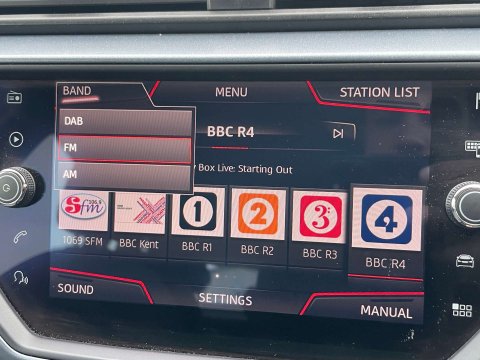 BAND
MENU
STATION LIST
DAB
FM
AM
BBC R4
Box Live: Starting Out
106.9
Sfm
1
2
3
4
1069 SFM
BBC Kent
BBC R1
BBC R2
BBC R3
BBC R4
SOUND
SETTINGS
MANUAL